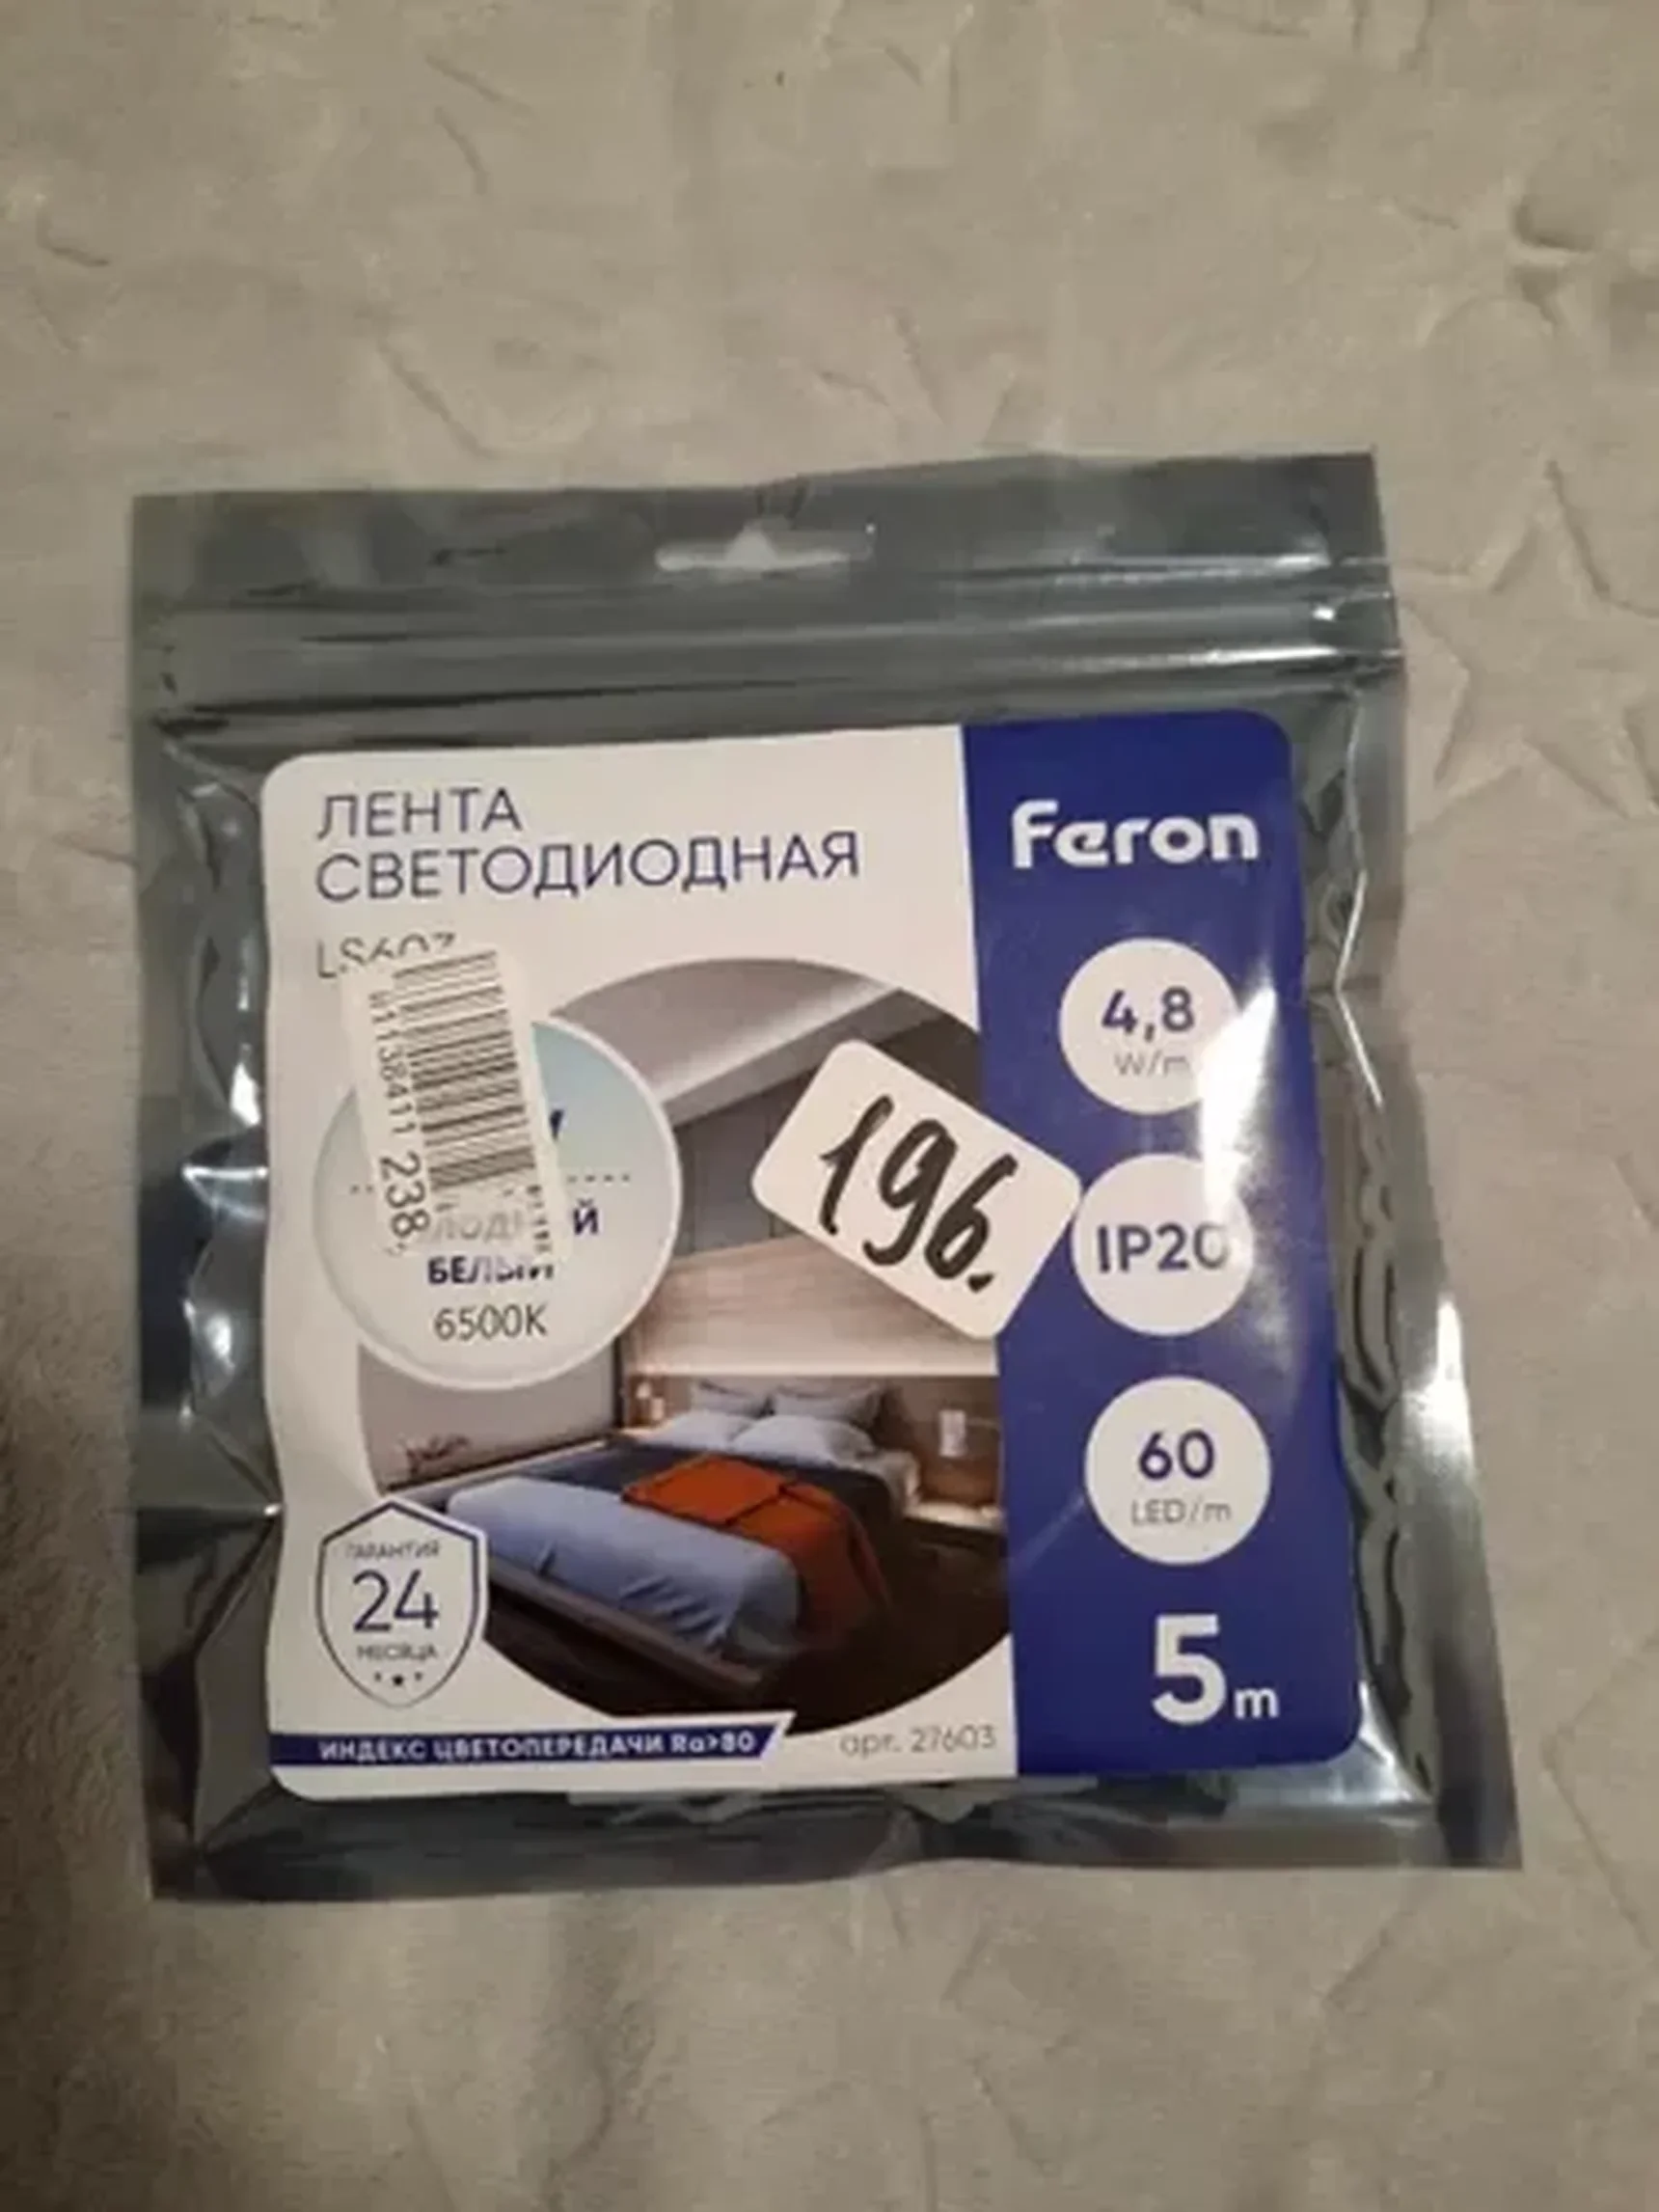 ЛЕНТА
СВЕТОДИОДНАЯ
LS603
Feron
4,8
W/m
196.
IP20
БЕЛЫЙ
6500K
60
LED/m
ГАРАНТИЯ
24
МЕСЯЦА
5m
ИНДЕКС ЦВЕТОПЕРЕДАЧИ Ra>80
арт. 27603